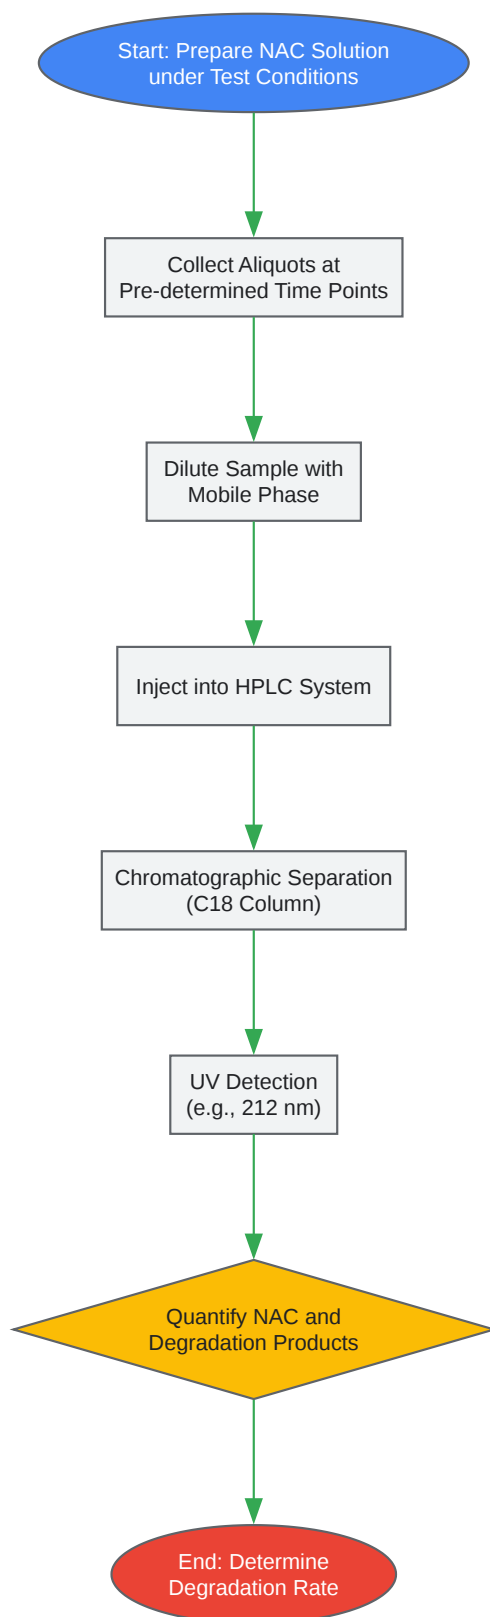 Start: Prepare NAC Solution
under Test Conditions
Collect Aliquots at
Pre-determined Time Points
Dilute Sample with
Mobile Phase
Inject into HPLC System
Chromatographic Separation
(C18 Column)
UV Detection
(e.g., 212 nm)
Quantify NAC and
Degradation Products
End: Determine
Degradation Rate